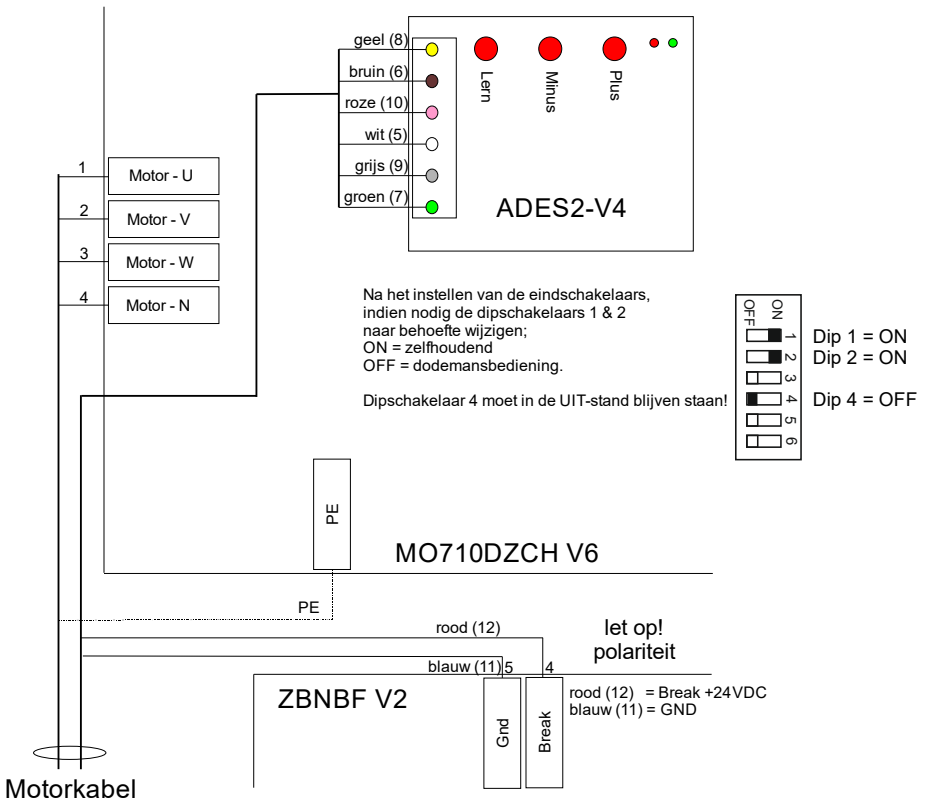 geel (8)
bruin (6)
roze (10)
wit (5)
grijs (9)
groen (7)
Lern
Minus
Plus
ADES2-V4
1
Motor - U
2
Motor - V
3
Motor - W
4
Motor - N
Na het instellen van de eindschakelaars,
indien nodig de dipschakelaars 1 & 2
naar behoefte wijzigen;
ON = zelfhoudend
OFF = dodemansbediening.
Dipschakelaar 4 moet in de UIT-stand blijven staan!
OFF
ON
1
2
3
4
5
6
Dip 1 = ON
Dip 2 = ON
Dip 4 = OFF
PE
MO710DZCH V6
PE
rood (12)
let op!
polariteit
blauw (11)
5
4
ZBNBF V2
Gnd
Break
rood (12) = Break +24VDC
blauw (11) = GND
Motorkabel